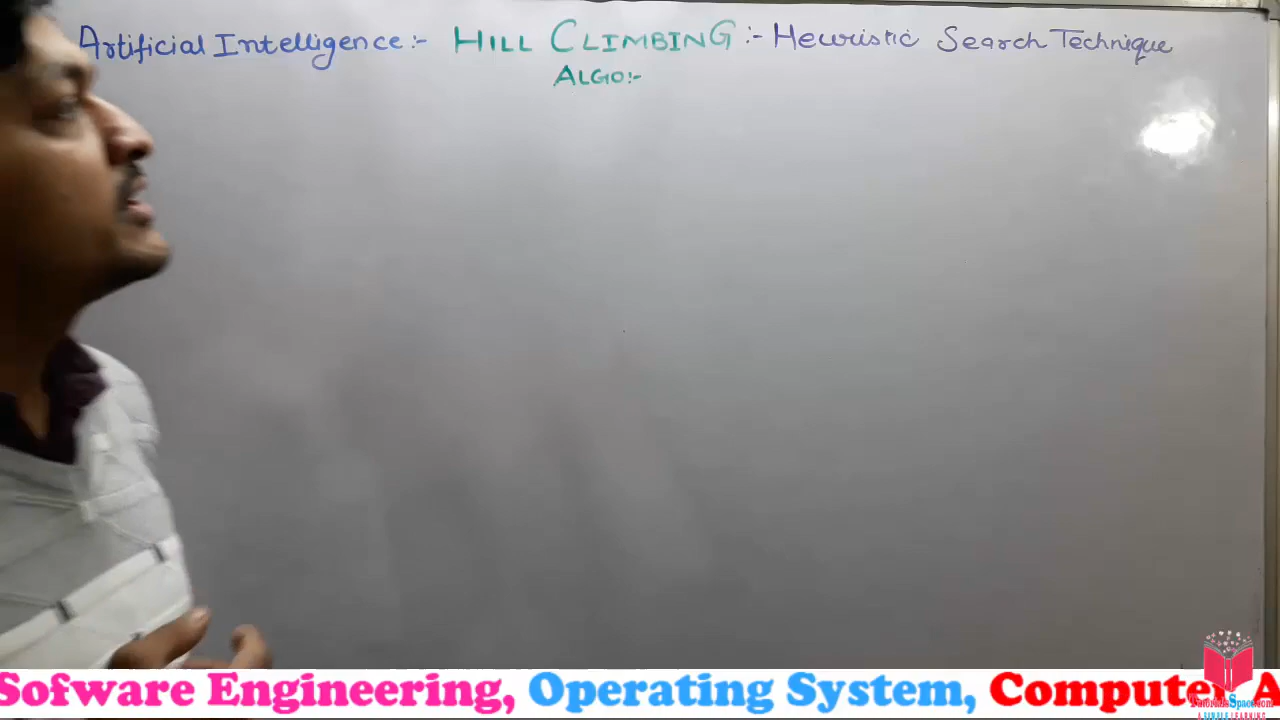 Artificial Intelligence:- HILL CLIMBING :- Heuristic Search Technique
ALGO:-
Sofware Engineering, Operating System, Computer A